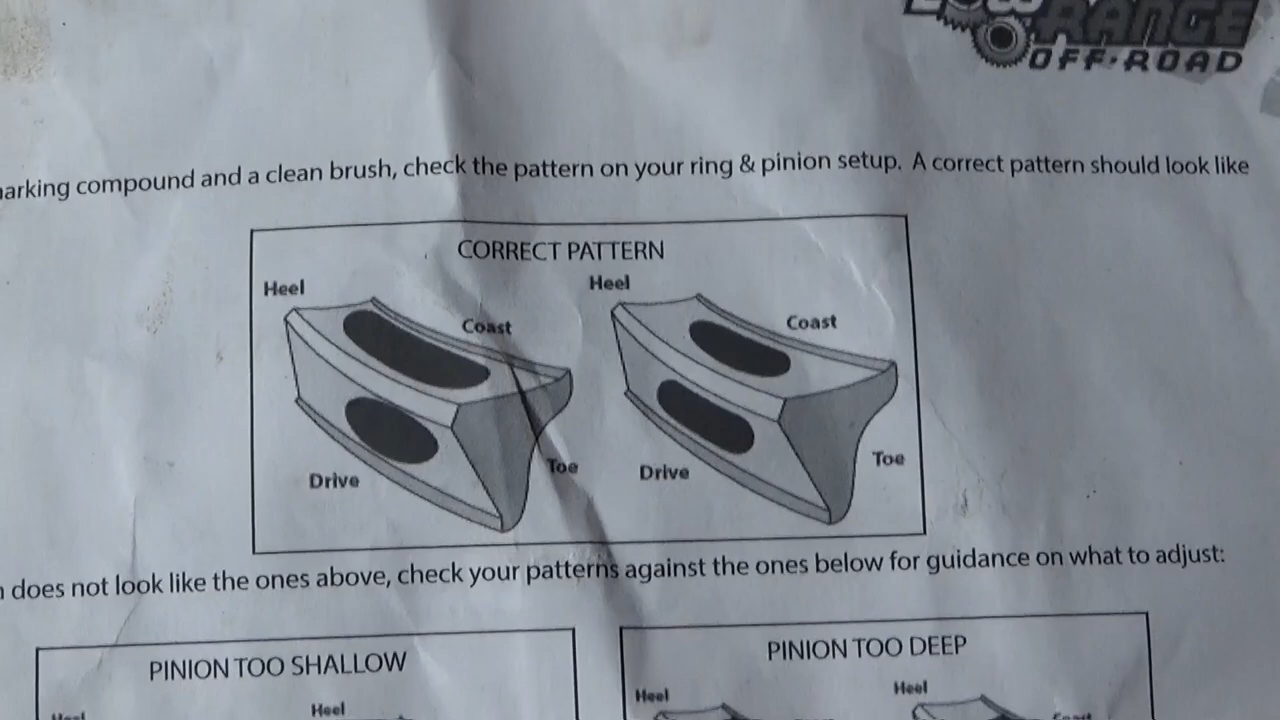 RANGE
OFF·ROAD
arking compound and a clean brush, check the pattern on your ring & pinion setup. A correct pattern should look like
CORRECT PATTERN
Heel
Heel
Coast
Coast
Drive
Toe
Drive
Toe
does not look like the ones above, check your patterns against the ones below for guidance on what to adjust:
PINION TOO SHALLOW
PINION TOO DEEP
Heel
Heel
Heel
Heel
Coast